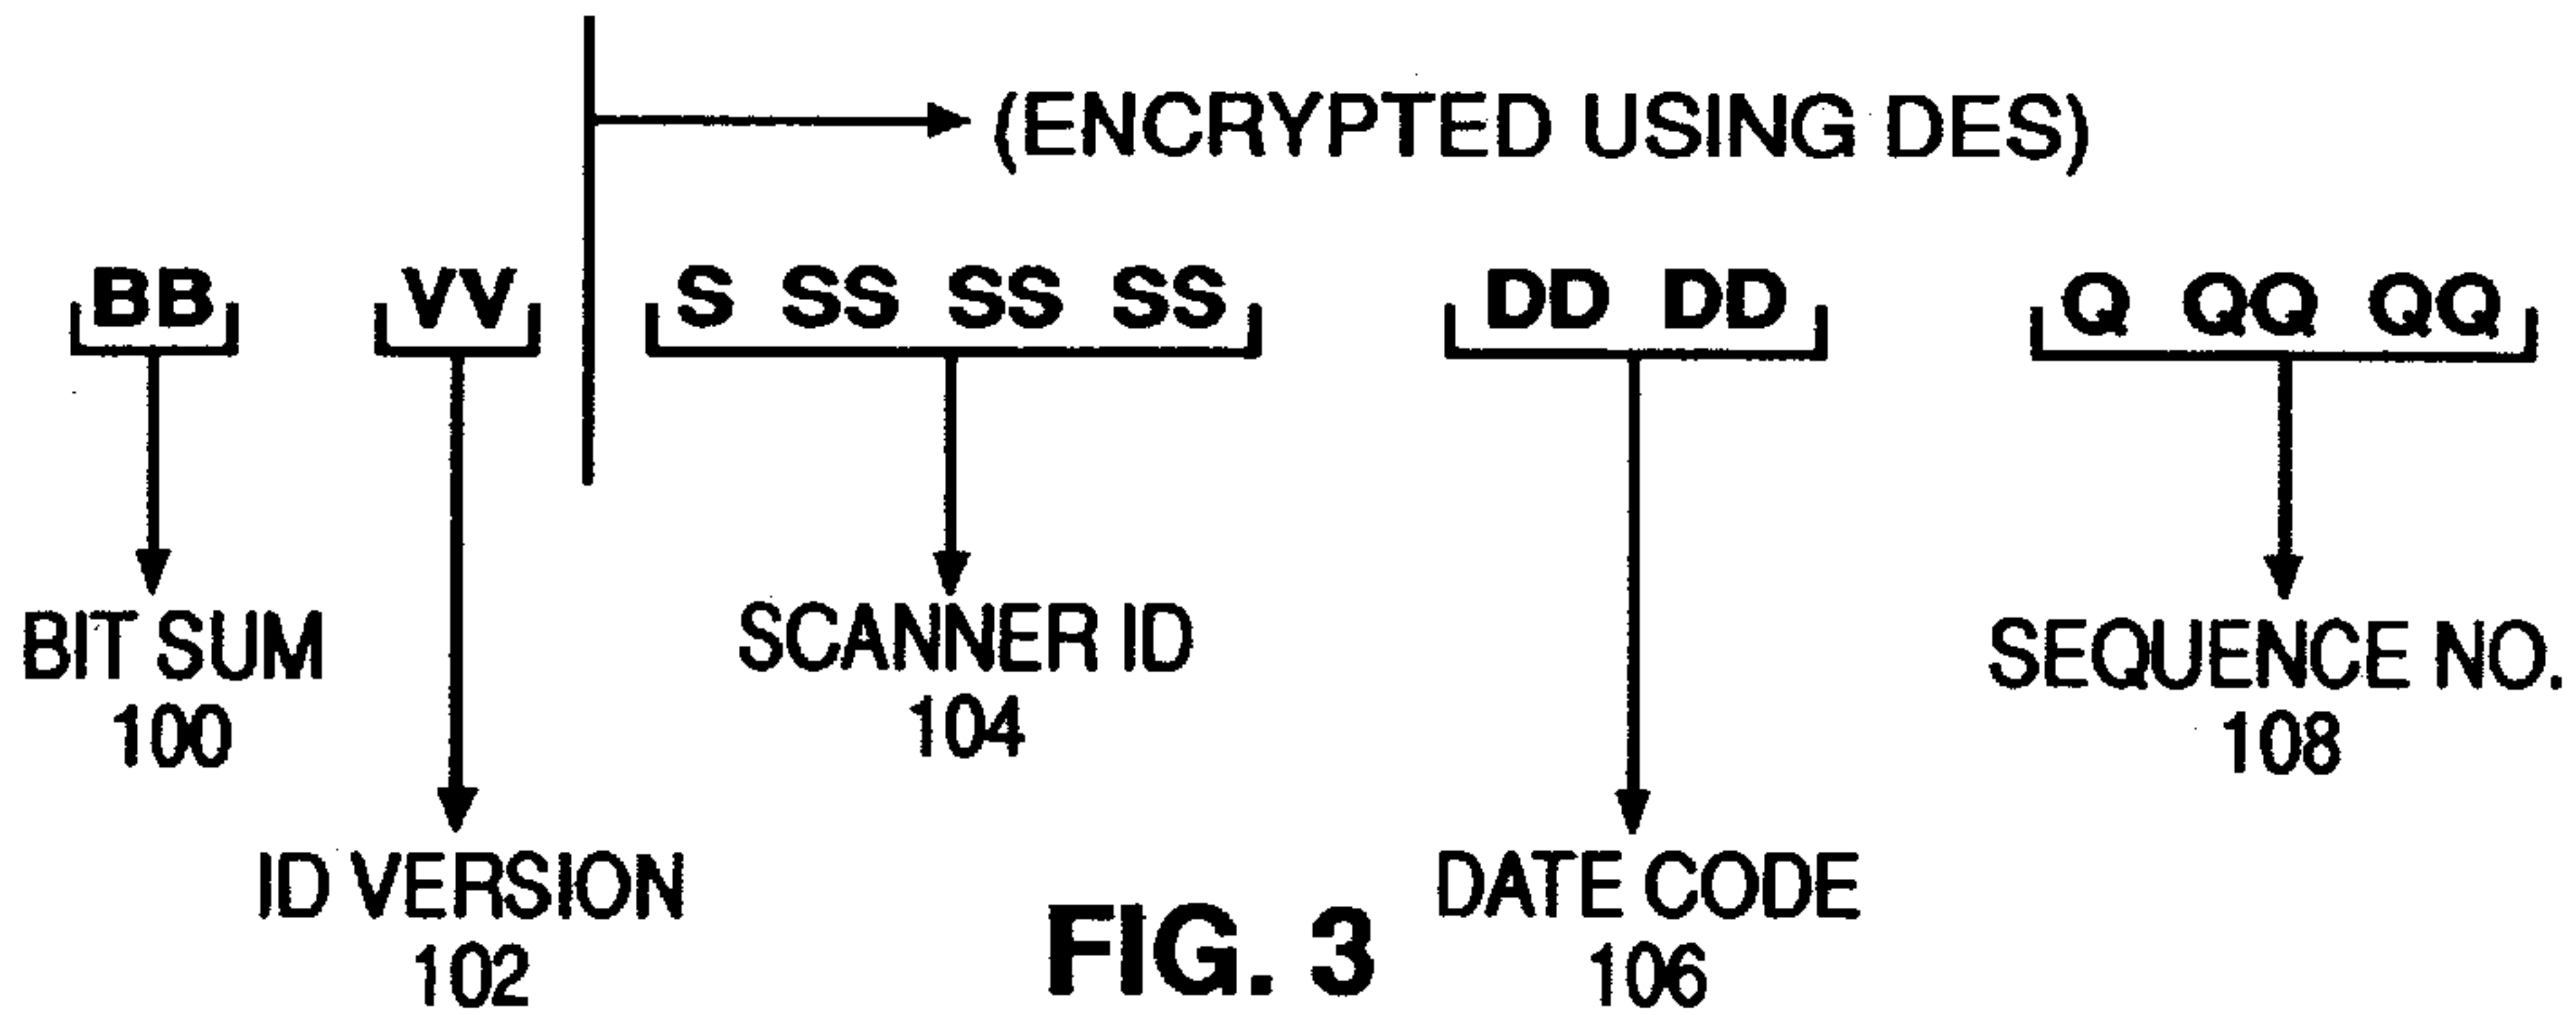 (ENCRYPTED USING DES)
BB VV S SS SS SS DD DD Q QQ QQ
BIT SUM
100
SCANNER ID
104
SEQUENCE NO.
108
ID VERSION
102
DATE CODE
106
FIG. 3